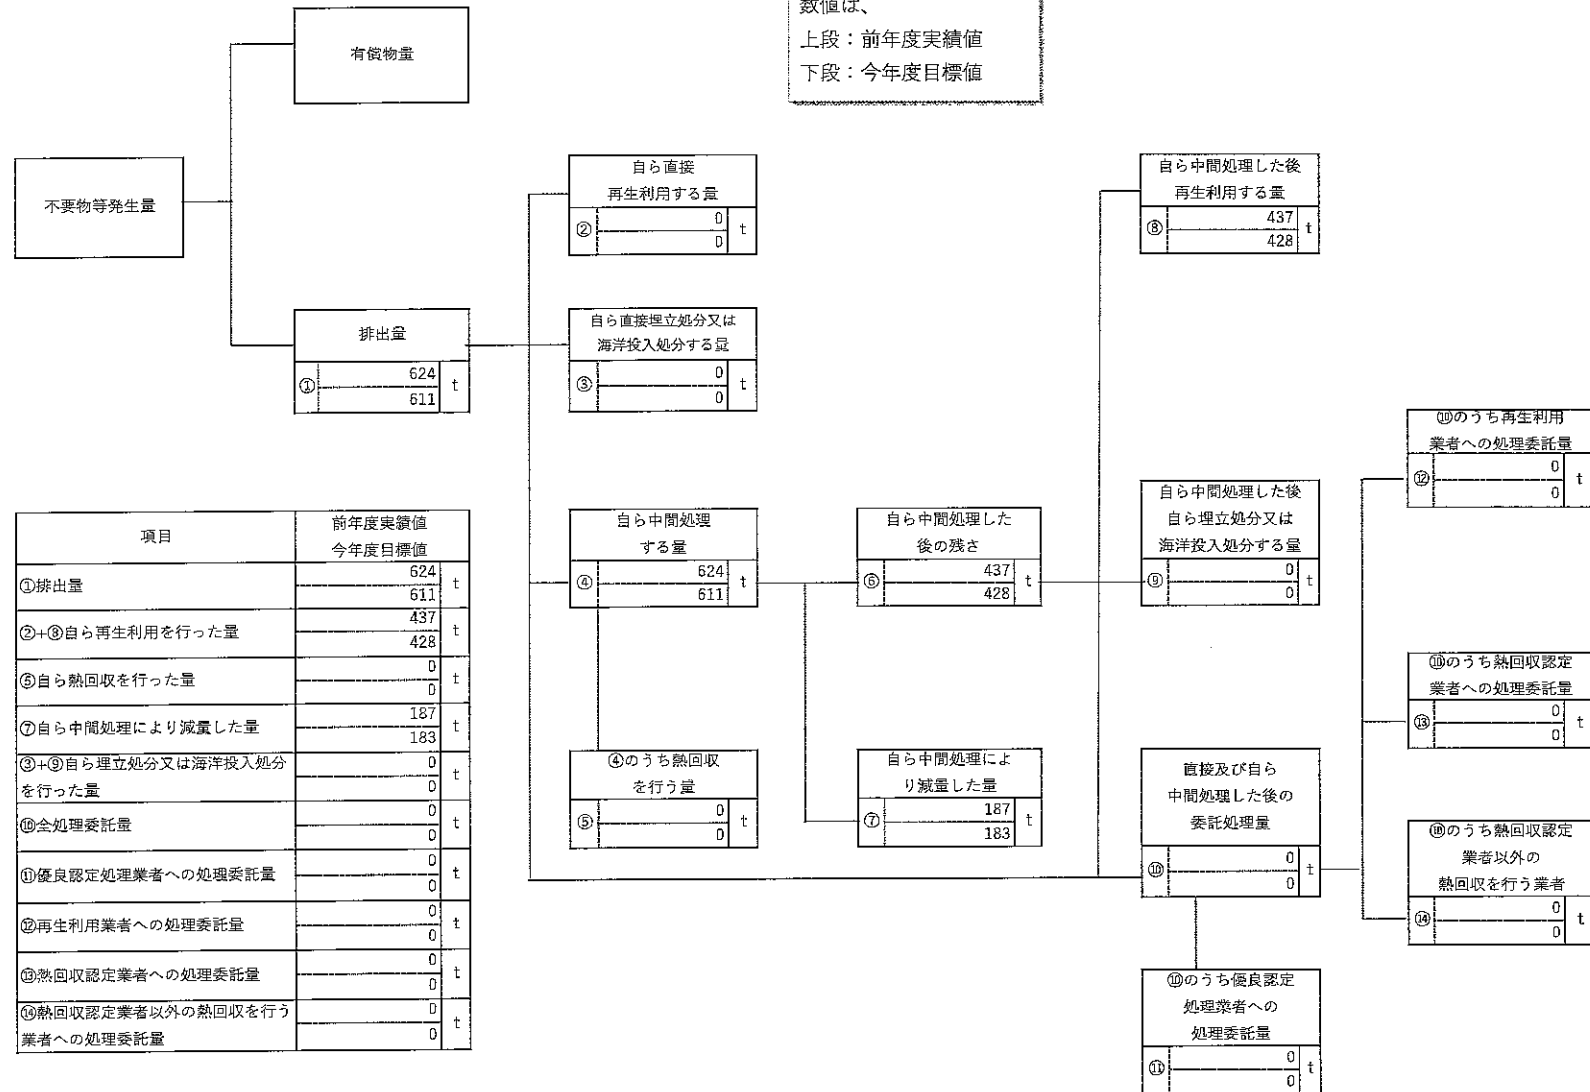 数値は、
上段：前年度実績値
下段：今年度目標値
有償物量
不要物等発生量
排出量
① 624 t
611
自ら直接
再生利用する量
② 0 t
0
自ら直接埋立処分又は
海洋投入処分する量
③ 0 t
0
自ら中間処理
する量
④ 624 t
611
④のうち熱回収
を行う量
⑤ 0 t
0
自ら中間処理した
後の残さ
⑥ 437 t
428
自ら中間処理によ
り減量した量
⑦ 187 t
183
自ら中間処理した後
再生利用する量
⑧ 437 t
428
自ら中間処理した後
自ら埋立処分又は
海洋投入処分する量
⑨ 0 t
0
直接及び自ら
中間処理した後の
委託処理量
⑩ 0 t
0
⑩のうち優良認定
処理業者への
処理委託量
⑪ 0 t
0
⑩のうち再生利用
業者への処理委託量
⑫ 0 t
0
⑩のうち熱回収認定
業者への処理委託量
⑬ 0 t
0
⑩のうち熱回収認定
業者以外の
熱回収を行う業者
⑭ 0 t
0
項目 前年度実績値
今年度目標値
①排出量 624 t
611
②+⑧自ら再生利用を行った量 437 t
428
⑤自ら熱回収を行った量 0 t
0
⑦自ら中間処理により減量した量 187 t
183
③+⑨自ら埋立処分又は海洋投入処分 0 t
を行った量 0
⑩全処理委託量 0 t
0
⑪優良認定処理業者への処理委託量 0 t
0
⑫再生利用業者への処理委託量 0 t
0
⑬熱回収認定業者への処理委託量 0 t
0
⑭熱回収認定業者以外の熱回収を行う 0 t
業者への処理委託量 0